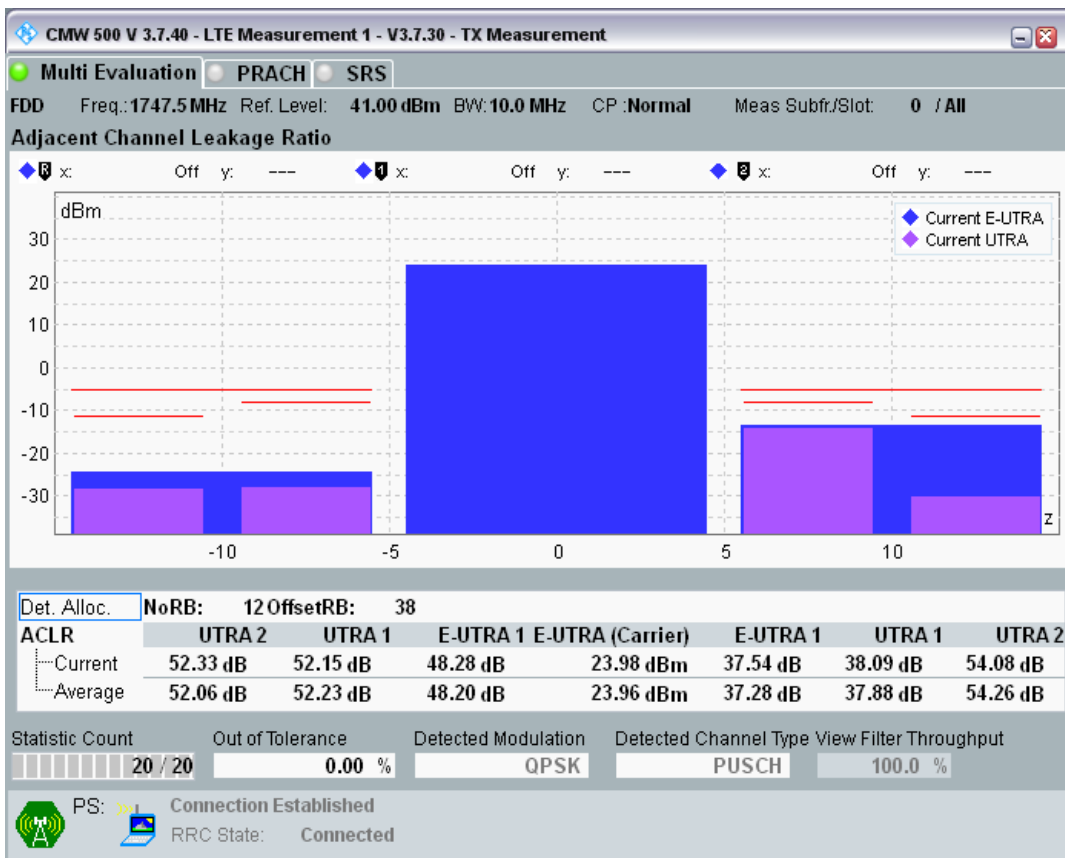 CMW 500 V 3.7.40 - LTE Measurement 1 - V3.7.30 - TX Measurement
Multi Evaluation PRACH SRS
FDD Freq.: 1747.5 MHz Ref. Level: 41.00 dBm BW: 10.0 MHz CP : Normal Meas Subfr./Slot: 0 / All
Adjacent Channel Leakage Ratio
R x: Off y: --- 1 x: Off y: --- 2 x: Off y: ---
dBm
Current E-UTRA
Current UTRA
30
20
10
0
-10
-20
-30
z
-10 -5 0 5 10
Det. Alloc. NoRB: 12 OffsetRB: 38
ACLR UTRA 2 UTRA 1 E-UTRA 1 E-UTRA (Carrier) E-UTRA 1 UTRA 1 UTRA 2
Current 52.33 dB 52.15 dB 48.28 dB 23.98 dBm 37.54 dB 38.09 dB 54.08 dB
Average 52.06 dB 52.23 dB 48.20 dB 23.96 dBm 37.28 dB 37.88 dB 54.26 dB
Statistic Count Out of Tolerance Detected Modulation Detected Channel Type View Filter Throughput
20 / 20 0.00 % QPSK PUSCH 100.0 %
PS: Connection Established
RRC State: Connected